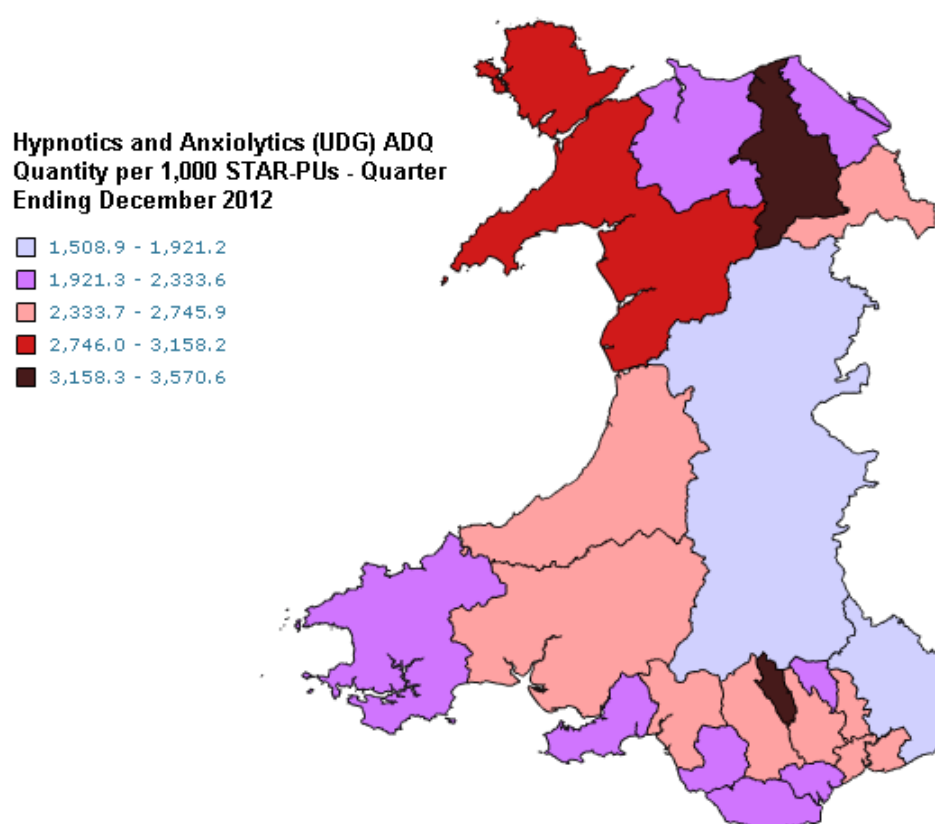 Hypnotics and Anxiolytics (UDG) ADQ
Quantity per 1,000 STAR-PUs - Quarter
Ending December 2012
1,508.9 - 1,921.2
1,921.3 - 2,333.6
2,333.7 - 2,745.9
2,746.0 - 3,158.2
3,158.3 - 3,570.6